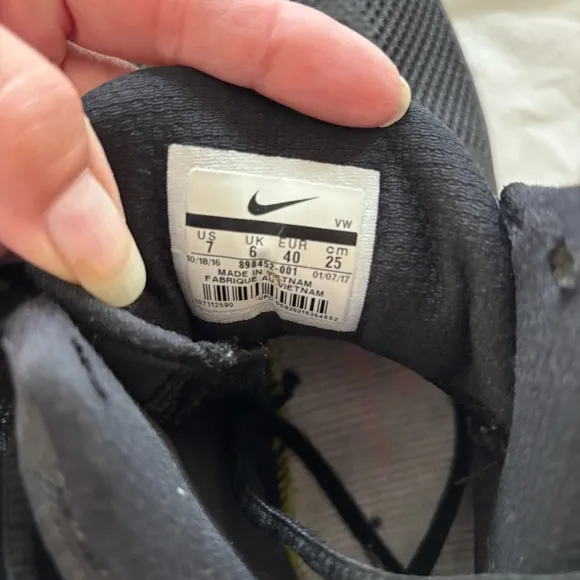 VW
US UK EUR cm
7 6 40 25
10/18/16 898452-001 01/07/17
MADE IN VIETNAM
FABRIQUE AU VIETNAM
UPC